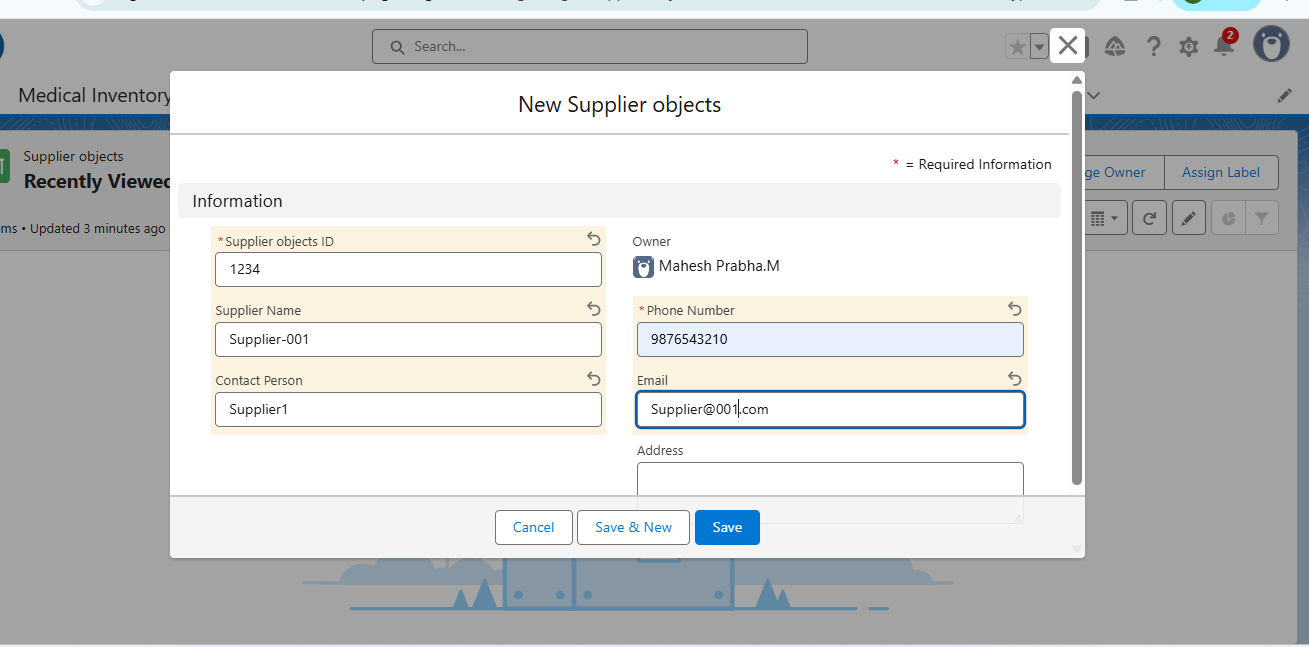 Search...
2
Medical Inventory
New Supplier objects
Supplier objects
Recently Viewed
ms • Updated 3 minutes ago
ge Owner
Assign Label
* = Required Information
Information
*Supplier objects ID
1234
Owner
Mahesh Prabha.M
Supplier Name
Supplier-001
*Phone Number
9876543210
Contact Person
Supplier1
Email
Supplier@001.com
Address
Cancel
Save & New
Save